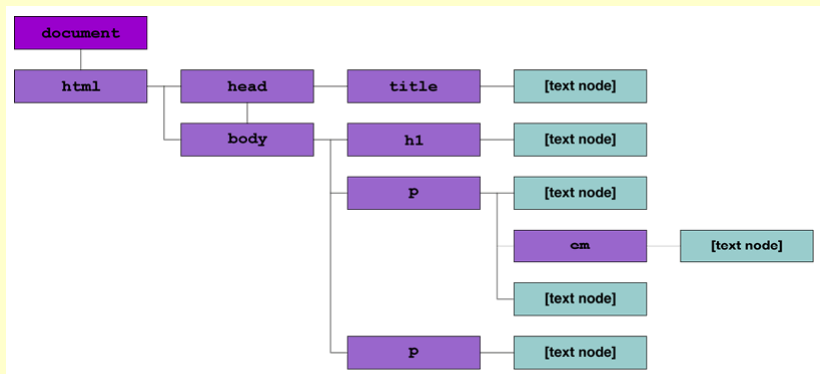 document
html head title [text node]
body h1 [text node]
p [text node]
em [text node]
[text node]
p [text node]